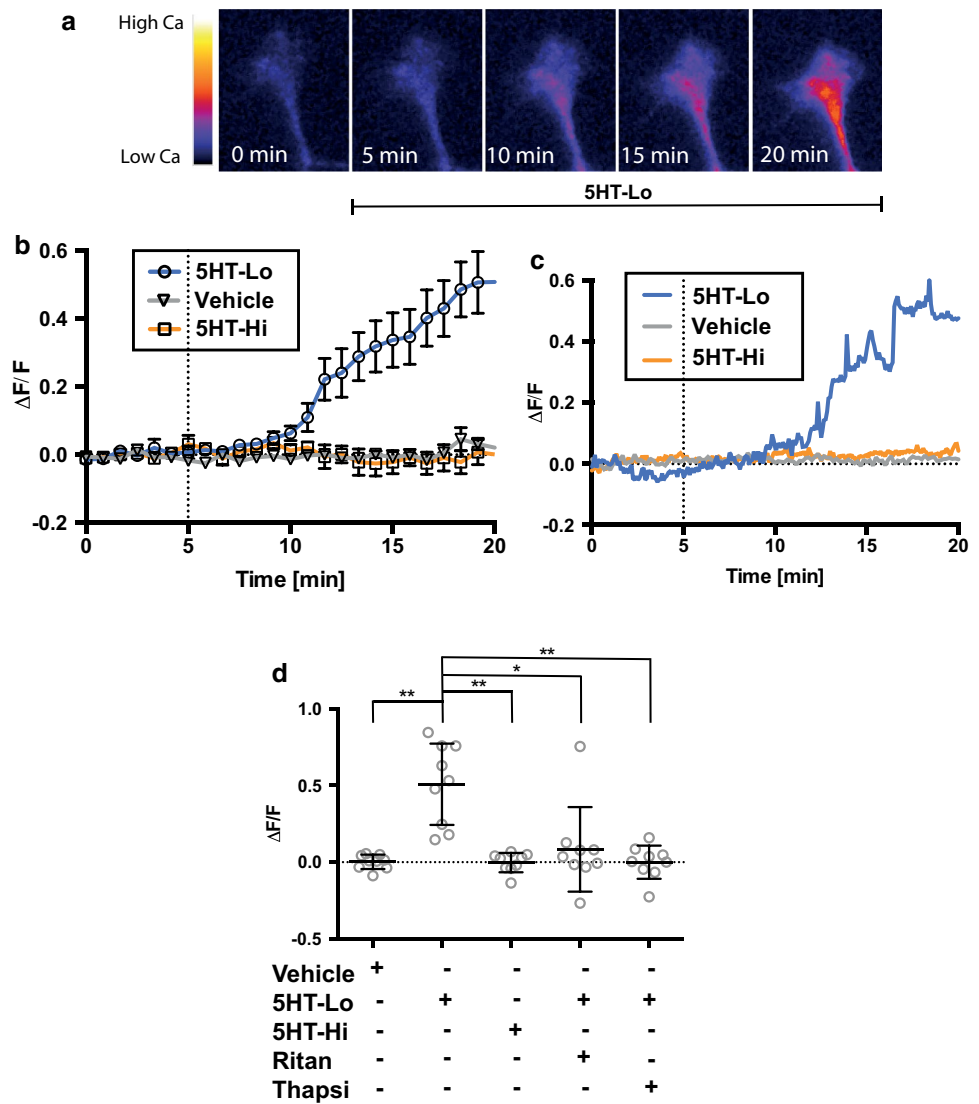 a
High Ca
Low Ca
0 min
5 min
10 min
15 min
20 min
5HT-Lo
b
0.6
0.4
0.2
0.0
-0.2
ΔF/ F
5HT-Lo
Vehicle
5HT-Hi
0
5
10
15
20
Time [min]
c
0.6
0.4
0.2
0.0
-0.2
ΔF/F
5HT-Lo
Vehicle
5HT-Hi
0
5
10
15
20
Time [min]
d
**
*
**
**
1.0
0.5
0.0
-0.5
ΔF/F
Vehicle + - - - -
5HT-Lo - + - + +
5HT-Hi - - + - -
Ritan - - - + -
Thapsi - - - - +